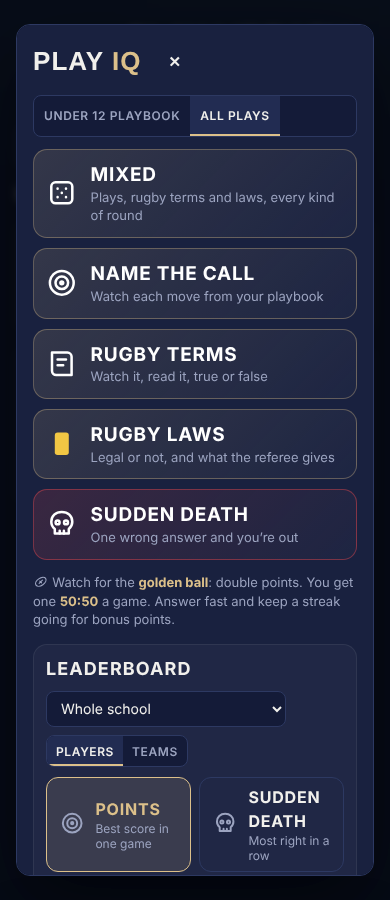 PLAY IQ ×
UNDER 12 PLAYBOOK ALL PLAYS
MIXED
Plays, rugby terms and laws, every kind
of round
NAME THE CALL
Watch each move from your playbook
RUGBY TERMS
Watch it, read it, true or false
RUGBY LAWS
Legal or not, and what the referee gives
SUDDEN DEATH
One wrong answer and you’re out
Watch for the golden ball: double points. You get
one 50:50 a game. Answer fast and keep a streak
going for bonus points.
LEADERBOARD
Whole school
PLAYERS TEAMS
POINTS
Best score in
one game
SUDDEN
DEATH
Most right in a
row